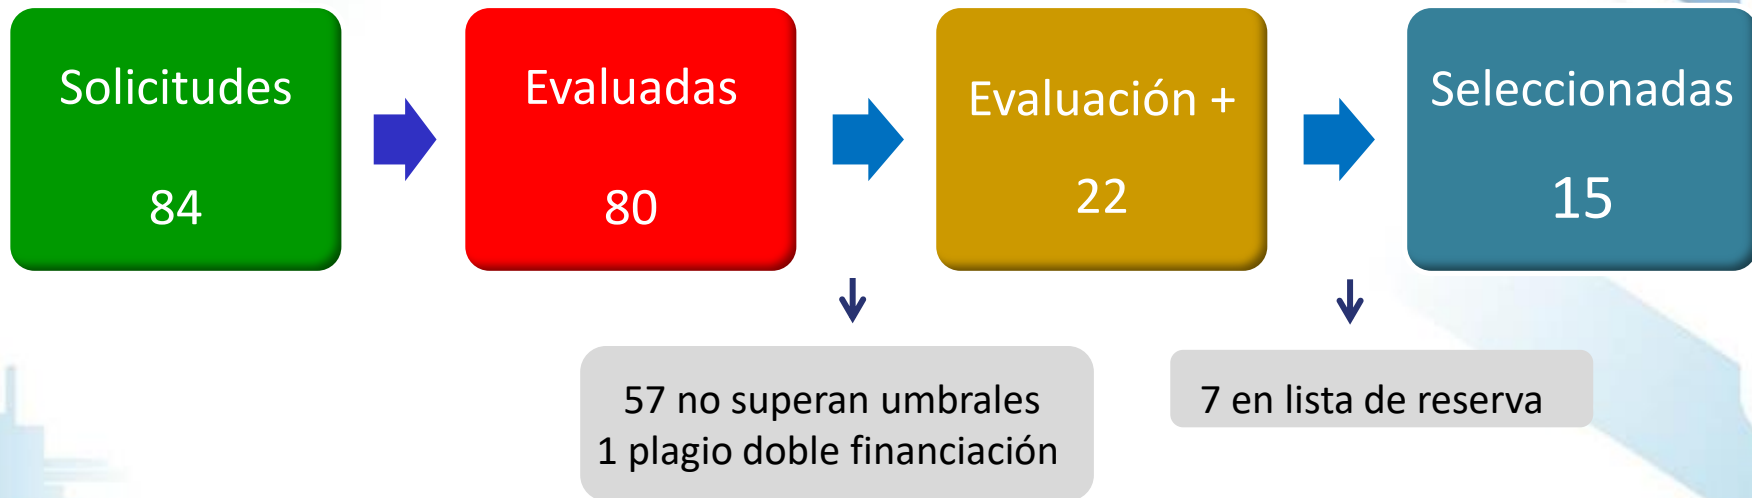 Solicitudes
84
Evaluadas
80
Evaluación +
22
Seleccionadas
15
57 no superan umbrales
1 plagio doble financiación
7 en lista de reserva